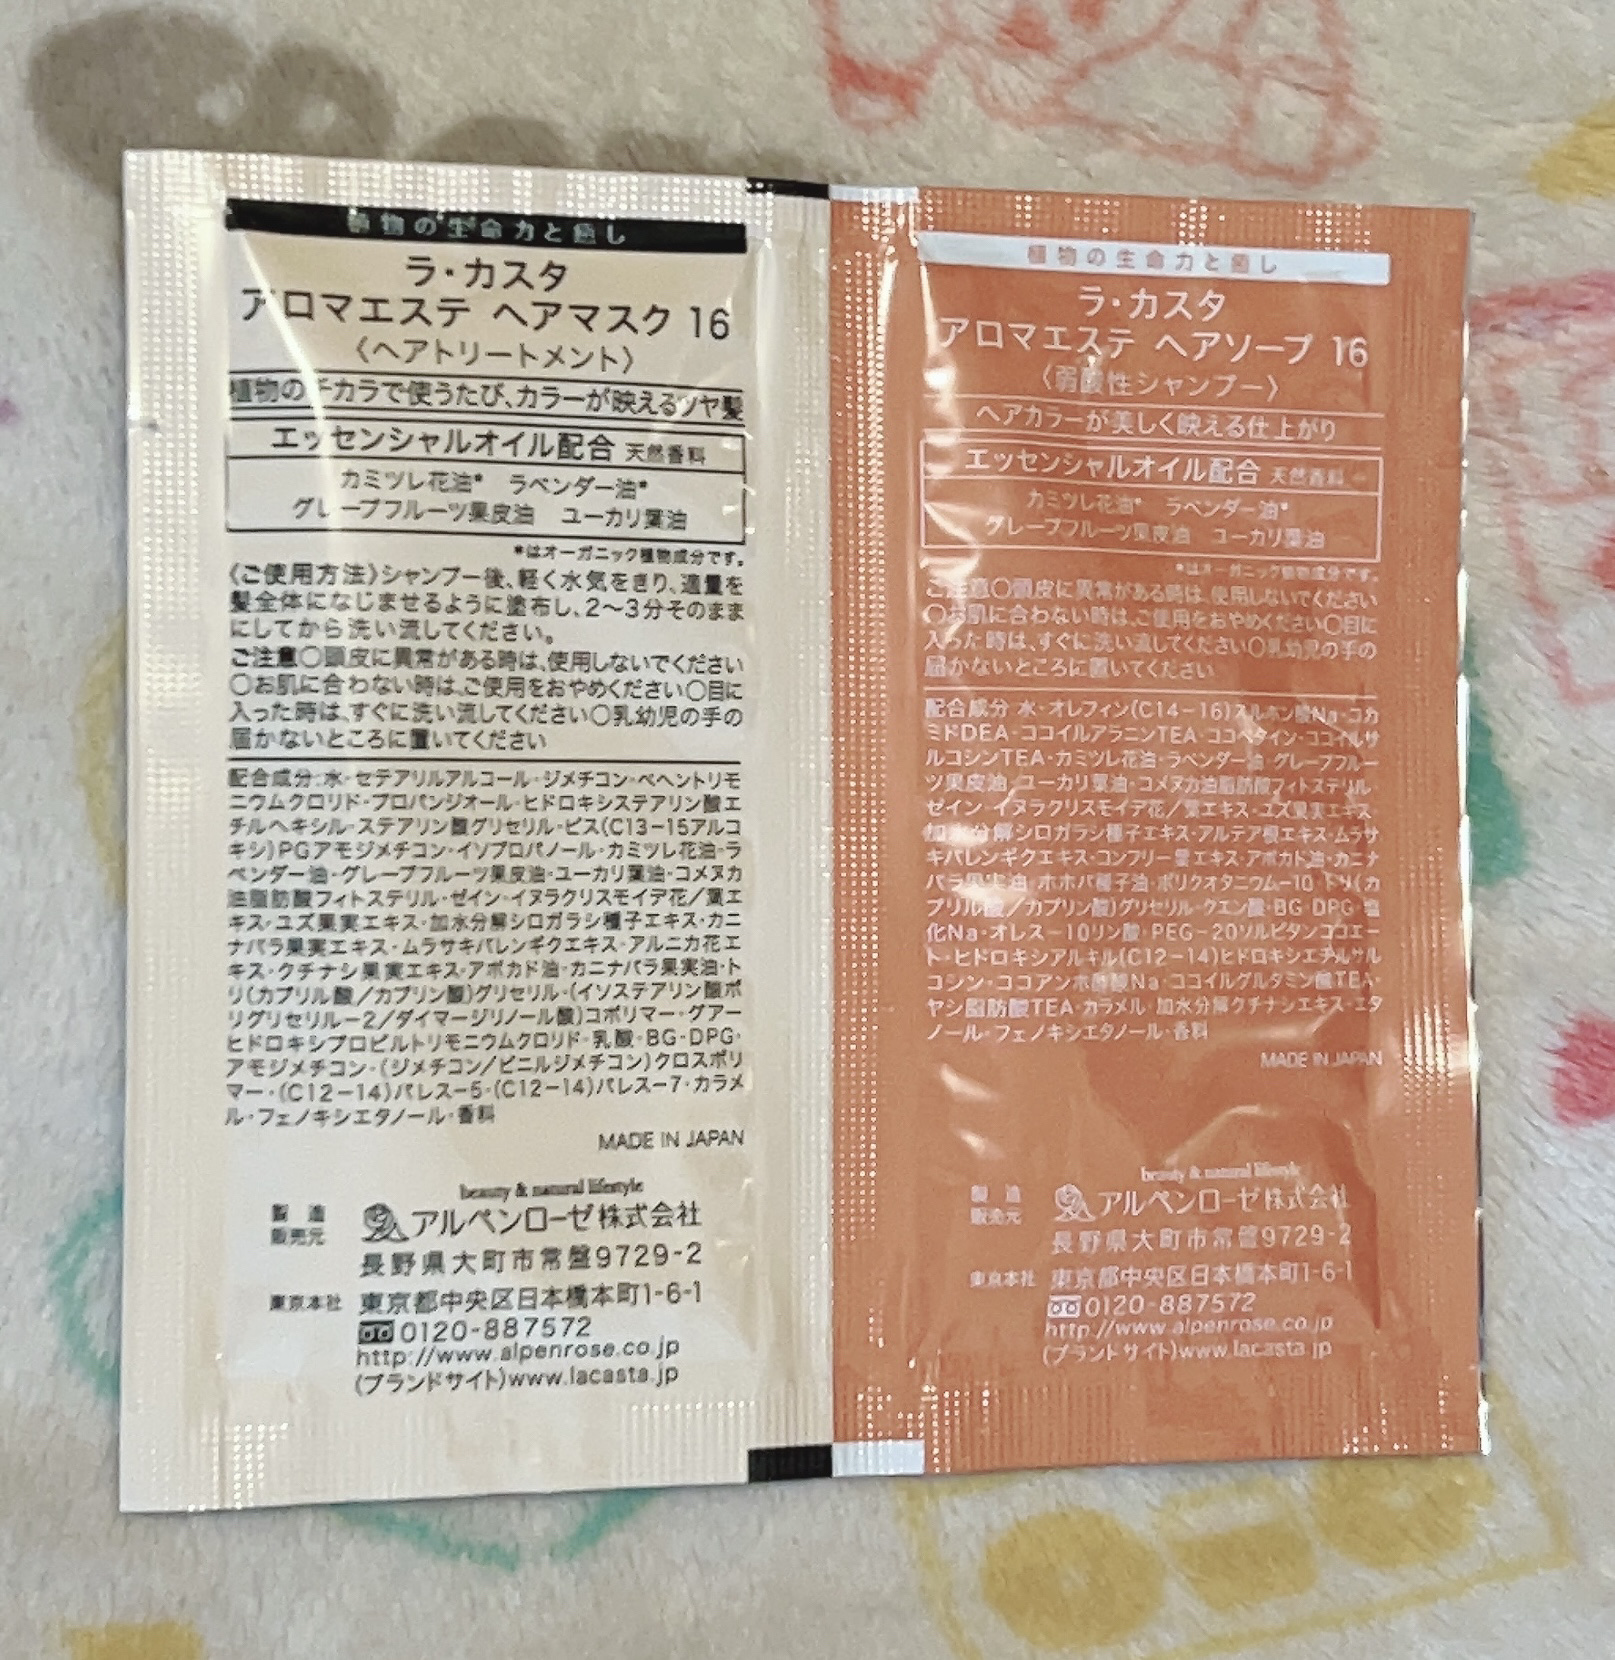 植物の生命力と癒し
ラ・カスタ
アロマエステ ヘアマスク 16
〈ヘアトリートメント〉
植物のチカラで使うたび、カラーが映えるツヤ髪
エッセンシャルオイル配合 天然香料
カミツレ花油* ラベンダー油*
グレープフルーツ果皮油 ユーカリ葉油
*はオーガニック植物成分です。
〈ご使用方法〉シャンプー後、軽く水気をきり、適量を
髪全体になじませるように塗布し、2〜3分そのまま
にしてから洗い流してください。
ご注意〇頭皮に異常がある時は、使用しないでください
〇お肌に合わない時は、ご使用をおやめください〇目に
入った時は、すぐに洗い流してください〇乳幼児の手の
届かないところに置いてください
配合成分:水・セテアリルアルコール・ジメチコン・ベヘントリモ
ニウムクロリド・プロパンジオール・ヒドロキシステアリン酸エ
チルヘキシル・ステアリン酸グリセリル・ビス(C13-15アルコ
キシ)PGアモジメチコン・イソプロパノール・カミツレ花油・ラ
ベンダー油・グレープフルーツ果皮油・ユーカリ葉油・コメヌカ
油脂肪酸フィトステリル・ゼイン・イヌラクリスモイデ花/葉エ
キス・ユズ果実エキス・加水分解シロガラシ種子エキス・カニ
ナバラ果実エキス・ムラサキバレンギクエキス・アルニカ花エ
キス・クチナシ果実エキス・アボカド油・カニナバラ果実油・ト
リ(カプリル酸/カプリン酸)グリセリル・(イソステアリン酸ポ
リグリセリル-2/ダイマージリノール酸)コポリマー・グアー
ヒドロキシプロピルトリモニウムクロリド・乳酸・BG・DPG・
アモジメチコン・(ジメチコン/ビニルジメチコン)クロスポリ
マー・(C12-14)パレス-5・(C12-14)パレス-7・カラメ
ル・フェノキシエタノール・香料
MADE IN JAPAN
beauty & natural lifestyle
製造
販売元 アルペンローゼ株式会社
長野県大町市常盤9729-2
東京本社 東京都中央区日本橋本町1-6-1
0120-887572
http://www.alpenrose.co.jp
(ブランドサイト)www.lacasta.jp
植物の生命力と癒し
ラ・カスタ
アロマエステ ヘアソープ 16
〈弱酸性シャンプー〉
ヘアカラーが美しく映える仕上がり
エッセンシャルオイル配合 天然香料
カミツレ花油* ラベンダー油*
グレープフルーツ果皮油 ユーカリ葉油
*はオーガニック植物成分です。
ご注意〇頭皮に異常がある時は、使用しないでください
〇お肌に合わない時は、ご使用をおやめください〇目に
入った時は、すぐに洗い流してください〇乳幼児の手の
届かないところに置いてください
配合成分 水・オレフィン(C14-16)スルホン酸Na・コカ
ミドDEA・ココイルアラニンTEA・ココベタイン・ココイルサ
ルコシンTEA・カミツレ花油・ラベンダー油・グレープフルー
ツ果皮油・ユーカリ葉油・コメヌカ油脂肪酸フィトステリル・
ゼイン・イヌラクリスモイデ花/葉エキス・ユズ果実エキス・
加水分解シロガラシ種子エキス・アルテア根エキス・ムラサ
キバレンギクエキス・コンフリー葉エキス・アボカド油・カニナ
バラ果実油・ホホバ種子油・ポリクオタニウム-10・トリ(カ
プリル酸/カプリン酸)グリセリル・クエン酸・BG・DPG・塩
化Na・オレス-10リン酸・PEG-20ソルビタンココエー
ト・ヒドロキシアルキル(C12-14)ヒドロキシエチルサル
コシン・ココアンホ酢酸Na・ココイルグルタミン酸TEA・
ヤシ脂肪酸TEA・カラメル・加水分解クチナシエキス・エタ
ノール・フェノキシエタノール・香料
MADE IN JAPAN
beauty & natural lifestyle
製造
販売元 アルペンローゼ株式会社
長野県大町市常盤9729-2
東京本社 東京都中央区日本橋本町1-6-1
0120-887572
http://www.alpenrose.co.jp
(ブランドサイト)www.lacasta.jp